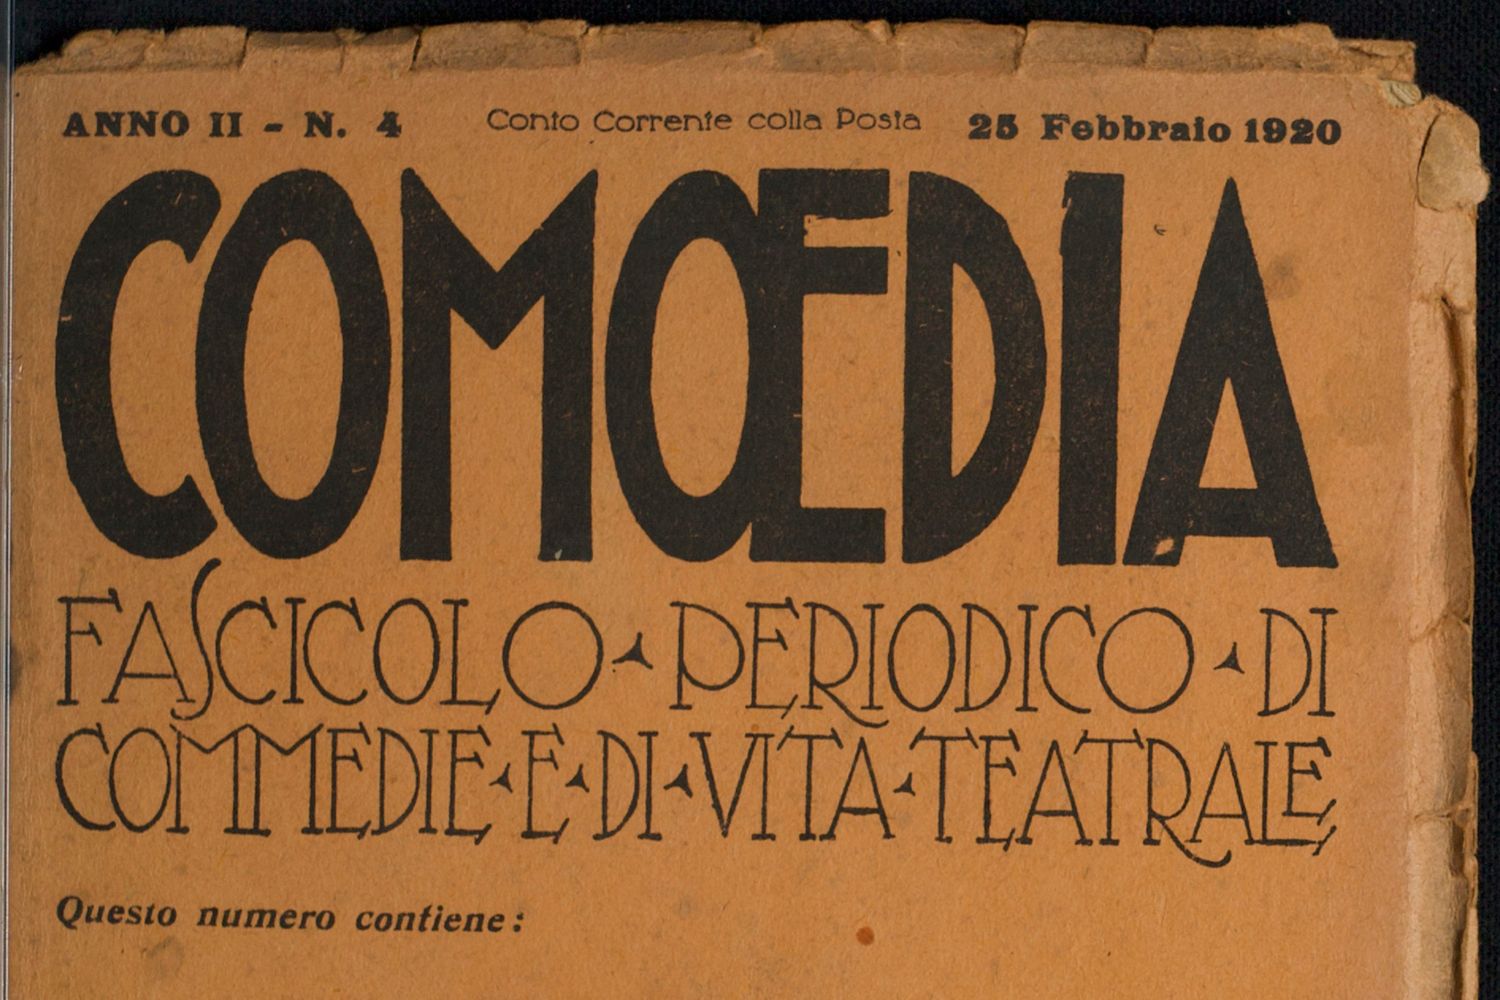 ANNO II - N. 4 Conto Corrente colla Posta 25 Febbraio 1920
COMŒDIA
FASCICOLO PERIODICO DI
COMMEDIE E DI VITA TEATRALE
Questo numero contiene: